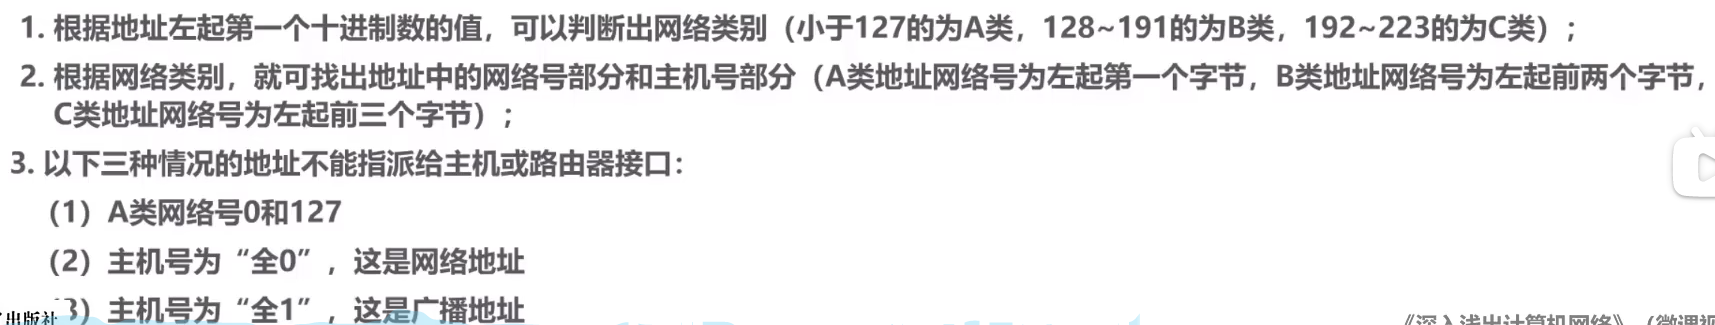 1. 根据地址左起第一个十进制数的值，可以判断出网络类别（小于127的为A类，128~191的为B类，192~223的为C类）；
2. 根据网络类别，就可找出地址中的网络号部分和主机号部分（A类地址网络号为左起第一个字节，B类地址网络号为左起前两个字节，
C类地址网络号为左起前三个字节）；
3. 以下三种情况的地址不能指派给主机或路由器接口：
（1）A类网络号0和127
（2）主机号为“全0”，这是网络地址
3）主机号为“全1”，这是广播地址
出版社
《深入浅出计算机网络》（微课视